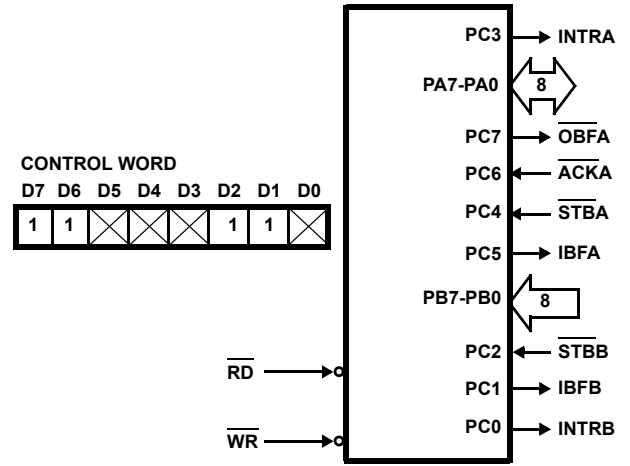 PC3 INTRA
PA7-PA0 8
PC7 OBFA
CONTROL WORD
PC6 ACKA
D7 D6 D5 D4 D3 D2 D1 D0
1 1 1 1
PC4 STBA
PC5 IBFA
PB7-PB0 8
PC2 STBB
RD
PC1 IBFB
PC0 INTRB
WR